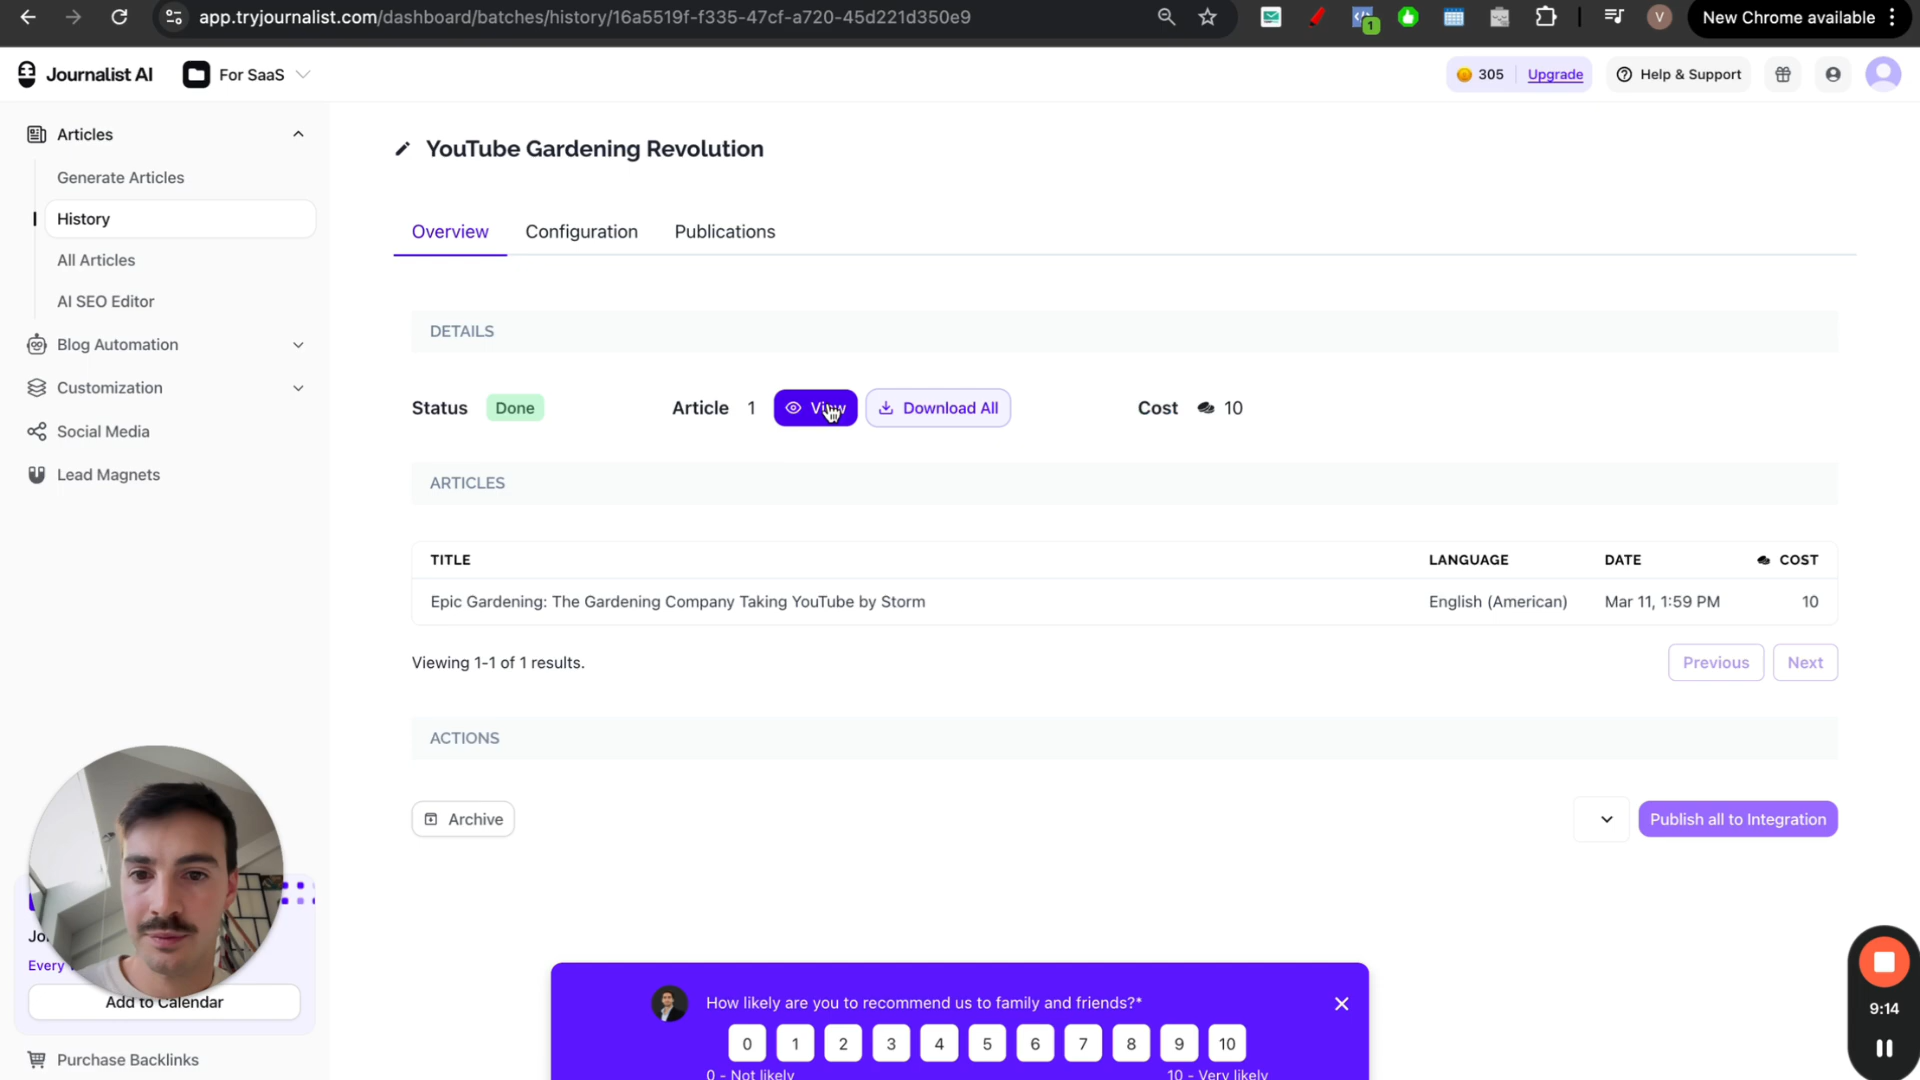 app.tryjournalist.com/dashboard/batches/history/16a5519f-f335-47cf-a720-45d221d350e9
1
V
New Chrome available
Journalist AI
For SaaS
305
Upgrade
Help & Support
Articles
Generate Articles
History
All Articles
AI SEO Editor
Blog Automation
Customization
Social Media
Lead Magnets
YouTube Gardening Revolution
Overview
Configuration
Publications
DETAILS
Status
Done
Article
1
View
Download All
Cost
10
ARTICLES
TITLE
LANGUAGE
DATE
COST
Epic Gardening: The Gardening Company Taking YouTube by Storm
English (American)
Mar 11, 1:59 PM
10
Viewing 1-1 of 1 results.
Previous
Next
ACTIONS
Archive
Publish all to Integration
Every
Add to Calendar
Purchase Backlinks
How likely are you to recommend us to family and friends?*
0 1 2 3 4 5 6 7 8 9 10
0 - Not likely
10 - Very likely
9:14